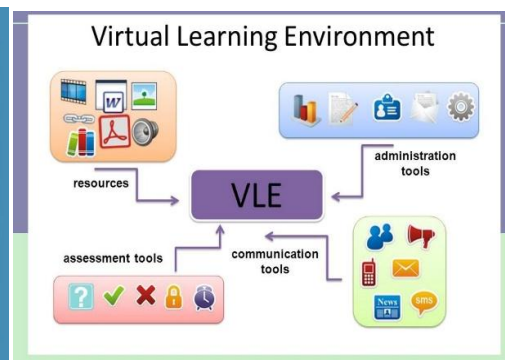 Virtual Learning Environment
W
resources
administration
tools
VLE
assessment tools
communication
tools
?
News
sms